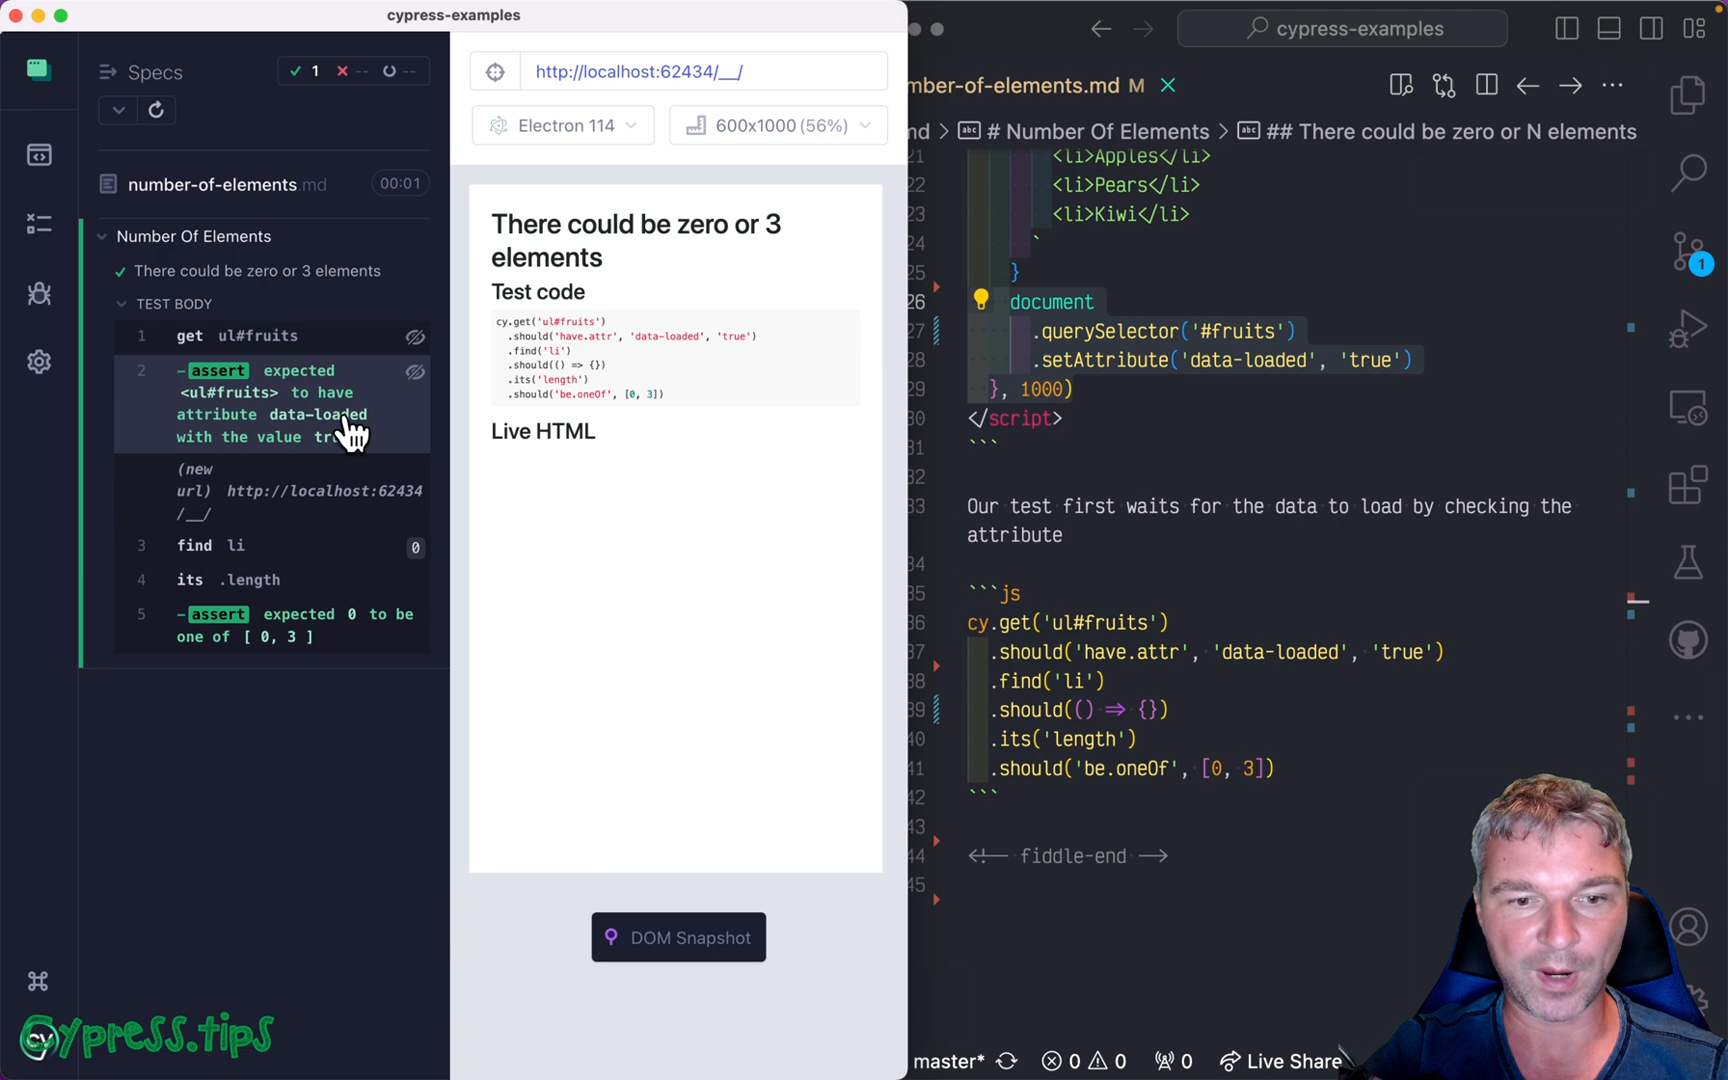 cypress-examples
Specs
1
--
--
number-of-elements.md
00:01
Number Of Elements
There could be zero or 3 elements
TEST BODY
1 get ul#fruits
2 -assert expected
<ul#fruits> to have
attribute data-loaded
with the value
(new
url) http://localhost:62434
/__/
3 find li 0
4 its .length
5 -assert expected 0 to be
one of [ 0, 3 ]
Cypress.tips
http://localhost:62434/__/
Electron 114
600x1000 (56%)
There could be zero or 3
elements
Test code
cy.get('ul#fruits')
.should('have.attr', 'data-loaded', 'true')
.find('li')
.should(() => {})
.its('length')
.should('be.oneOf', [0, 3])
Live HTML
DOM Snapshot
cypress-examples
mber-of-elements.md M
md > # Number Of Elements > ## There could be zero or N elements
21 <li>Apples</li>
22 <li>Pears</li>
23 <li>Kiwi</li>
24 `
25 }
26 document
27 .querySelector('#fruits')
28 .setAttribute('data-loaded', 'true')
29 }, 1000)
30 </script>
31 ```
32
33 Our test first waits for the data to load by checking the
attribute
34
35 ```js
36 cy.get('ul#fruits')
37 .should('have.attr', 'data-loaded', 'true')
38 .find('li')
39 .should(() => {})
40 .its('length')
41 .should('be.oneOf', [0, 3])
42 ```
43
44 <!-- fiddle-end -->
45
1
master* 0 0 0 Live Share